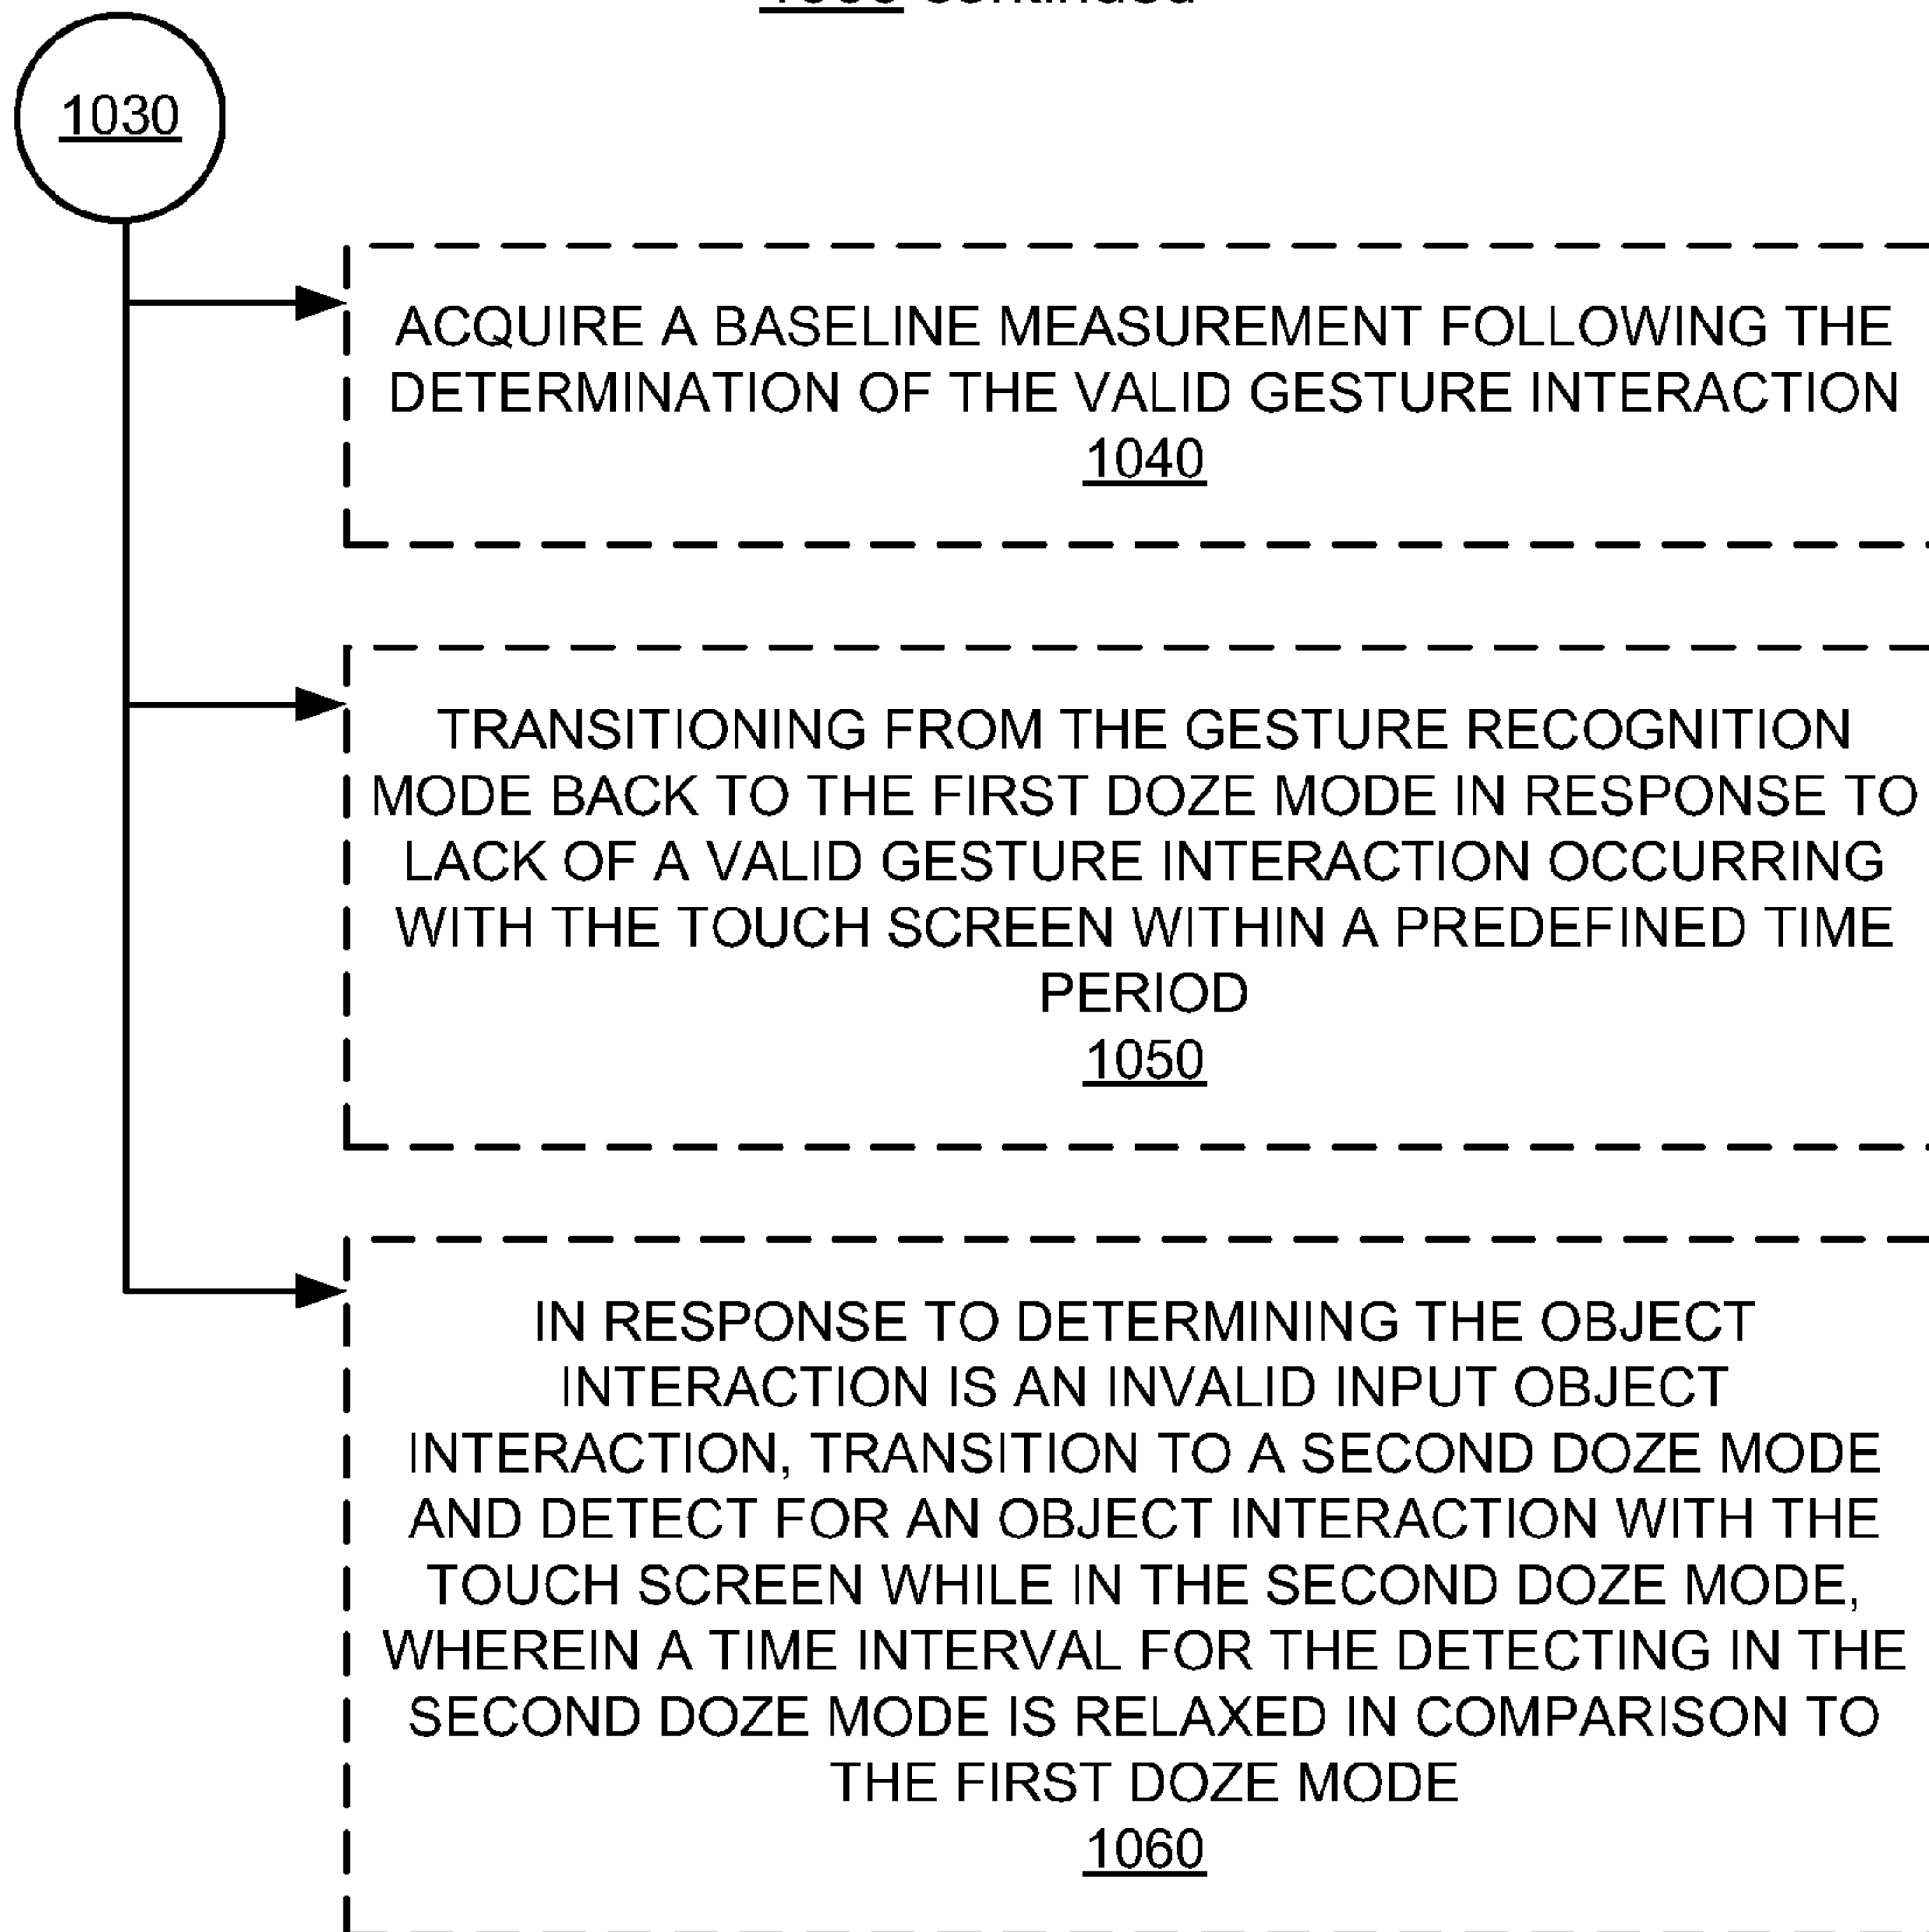 continued
1030
ACQUIRE A BASELINE MEASUREMENT FOLLOWING THE
DETERMINATION OF THE VALID GESTURE INTERACTION
1040
TRANSITIONING FROM THE GESTURE RECOGNITION
MODE BACK TO THE FIRST DOZE MODE IN RESPONSE TO
LACK OF A VALID GESTURE INTERACTION OCCURRING
WITH THE TOUCH SCREEN WITHIN A PREDEFINED TIME
PERIOD
1050
IN RESPONSE TO DETERMINING THE OBJECT
INTERACTION IS AN INVALID INPUT OBJECT
INTERACTION, TRANSITION TO A SECOND DOZE MODE
AND DETECT FOR AN OBJECT INTERACTION WITH THE
TOUCH SCREEN WHILE IN THE SECOND DOZE MODE,
WHEREIN A TIME INTERVAL FOR THE DETECTING IN THE
SECOND DOZE MODE IS RELAXED IN COMPARISON TO
THE FIRST DOZE MODE
1060